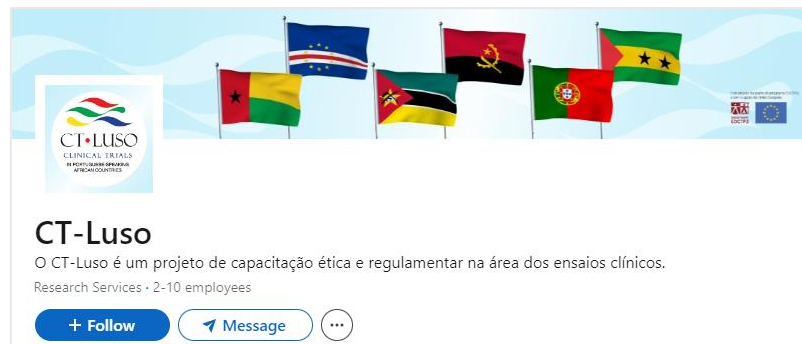 CT•LUSO
CLINICAL TRIALS
IN PORTUGUESE-SPEAKING
AFRICAN COUNTRIES
EDCTP
CT-Luso
O CT-Luso é um projeto de capacitação ética e regulamentar na área dos ensaios clínicos.
Research Services · 2-10 employees
+ Follow
Message